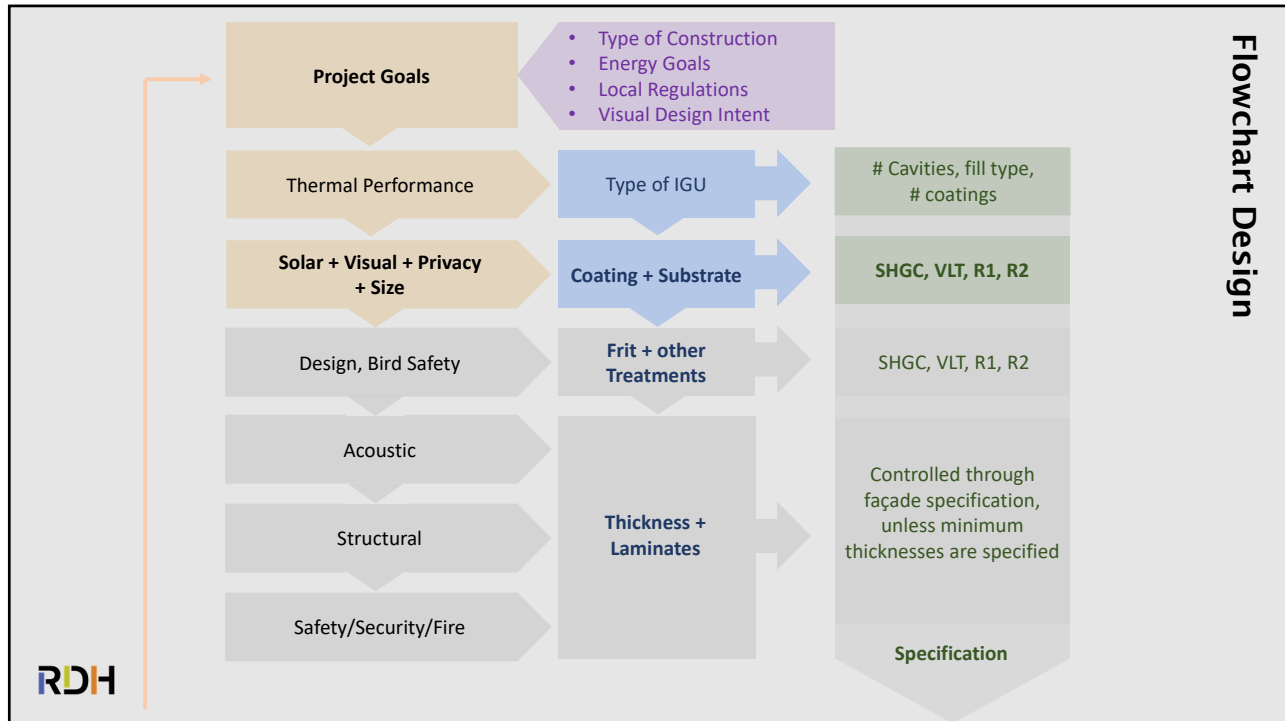 Flowchart Design
Project Goals
• Type of Construction
• Energy Goals
• Local Regulations
• Visual Design Intent
Thermal Performance
Type of IGU
# Cavities, fill type,
# coatings
Solar + Visual + Privacy
+ Size
Coating + Substrate
SHGC, VLT, R1, R2
Design, Bird Safety
Frit + other
Treatments
SHGC, VLT, R1, R2
Acoustic
Structural
Safety/Security/Fire
Thickness +
Laminates
Controlled through
façade specification,
unless minimum
thicknesses are specified
Specification
RDH